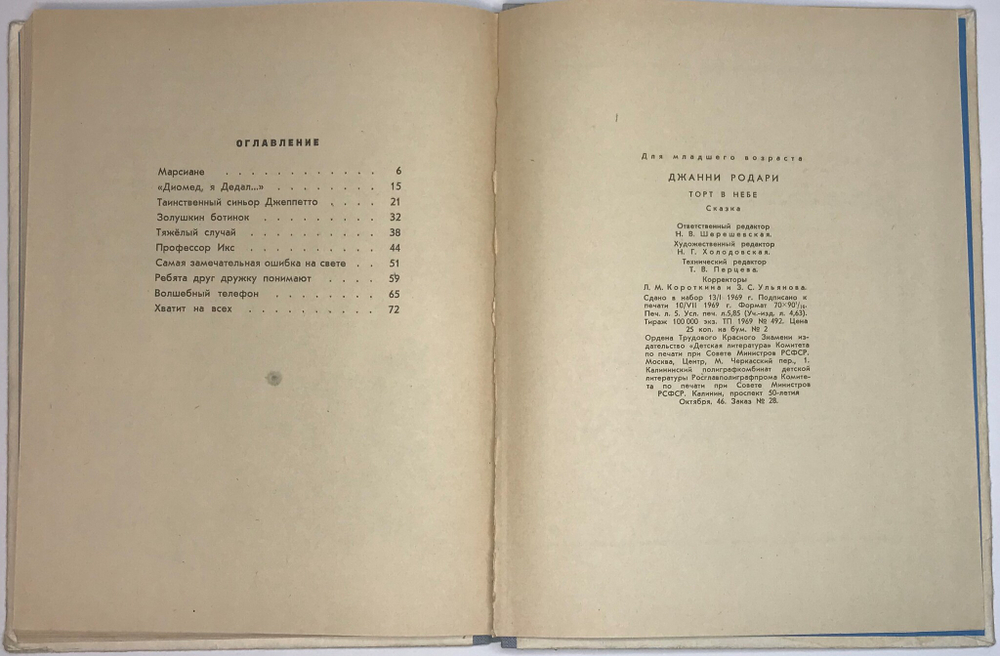 ОГЛАВЛЕНИЕ
Марсиане . . . . . . . . . . . . 6
«Диомед, я Дедал...» . . . . . . . . 15
Таинственный синьор Джеппетто . . . . 21
Золушкин ботинок . . . . . . . . . 32
Тяжёлый случай . . . . . . . . . . 38
Профессор Икс . . . . . . . . . . 44
Самая замечательная ошибка на свете . . 51
Ребята друг дружку понимают . . . . 59
Волшебный телефон . . . . . . . . 65
Хватит на всех . . . . . . . . . . 72
Для младшего возраста
ДЖАННИ РОДАРИ
ТОРТ В НЕБЕ
Сказка
Ответственный редактор
Н. В. Шерешевская.
Художественный редактор
Н. Г. Холодовская.
Технический редактор
Т. В. Перцева.
Корректоры
Л. М. Короткина и З. С. Ульянова.
Сдано в набор 13/I 1969 г. Подписано к
печати 10/VII 1969 г. Формат 70×90¹/₁₆.
Печ. л. 5. Усл. печ. л.5,85 (Уч.-изд. л. 4,63).
Тираж 100 000 экз. ТП 1969 № 492. Цена
25 коп. на бум. № 2
Ордена Трудового Красного Знамени из-
дательство «Детская литература» Комитета
по печати при Совете Министров РСФСР.
Москва, Центр, М. Черкасский пер., 1.
Калининский полиграфкомбинат детской
литературы Росглавполиграфпрома Комите-
та по печати при Совете Министров
РСФСР. Калинин, проспект 50-летия
Октября, 46. Заказ № 28.